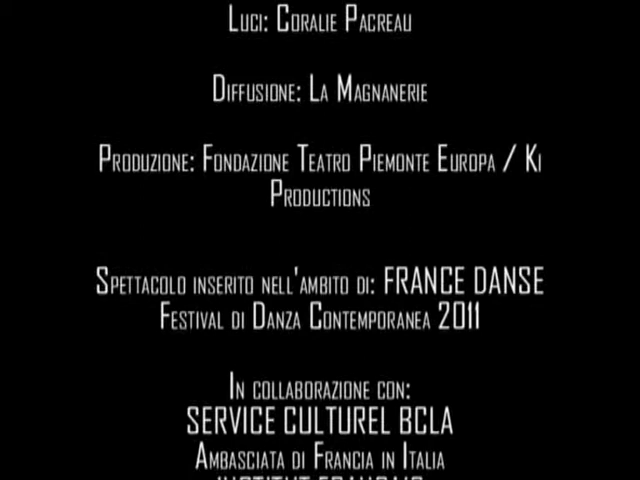 Luci: Coralie Pacreau
Diffusione: La Magnanerie
Produzione: Fondazione Teatro Piemonte Europa / Ki
Productions
Spettacolo inserito nell'ambito di: FRANCE DANSE
Festival di Danza Contemporanea 2011
In collaborazione con:
SERVICE CULTUREL BCLA
Ambasciata di Francia in Italia